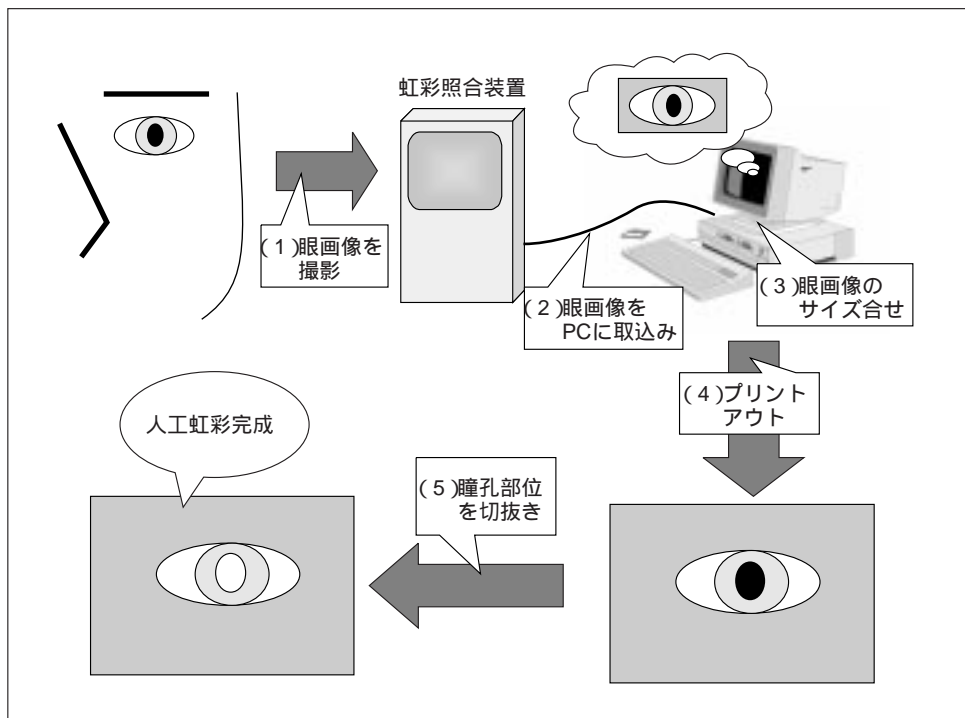 虹彩照合装置
(1)眼画像を
撮影
(2)眼画像を
PCに取込み
(3)眼画像の
サイズ合せ
(4)プリント
アウト
(5)瞳孔部位
を切抜き
人工虹彩完成